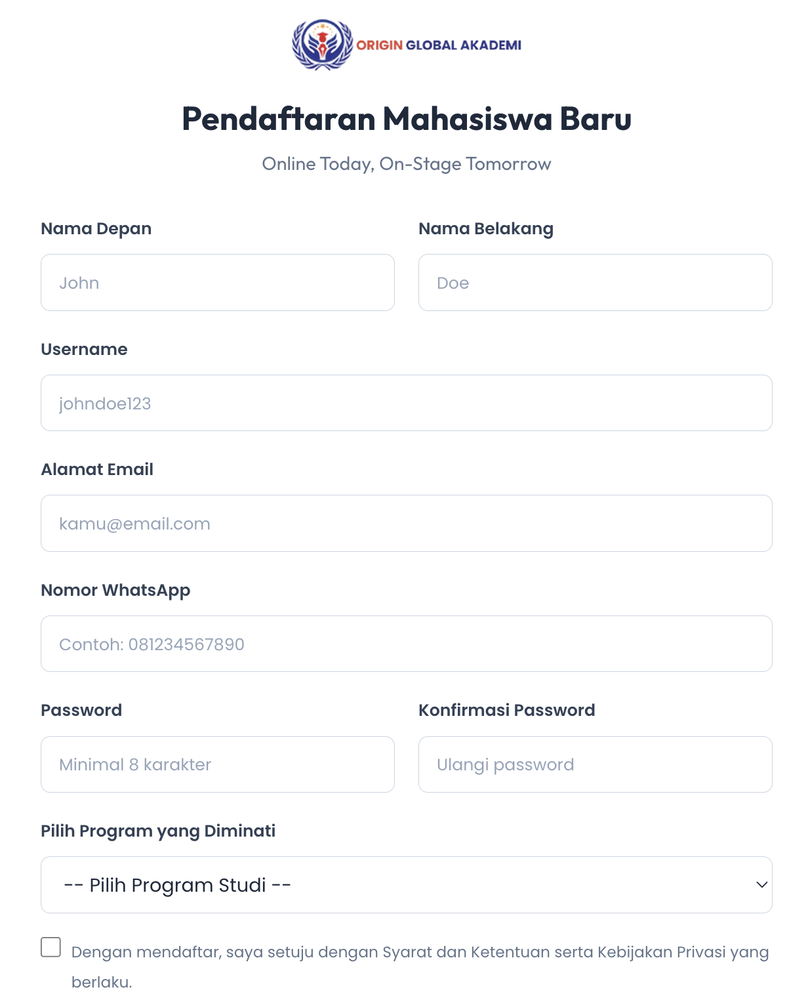 ORIGIN GLOBAL AKADEMI
Pendaftaran Mahasiswa Baru
Online Today, On-Stage Tomorrow
Nama Depan
Nama Belakang
John
Doe
Username
johndoe123
Alamat Email
kamu@email.com
Nomor WhatsApp
Contoh: 081234567890
Password
Konfirmasi Password
Minimal 8 karakter
Ulangi password
Pilih Program yang Diminati
-- Pilih Program Studi --
Dengan mendaftar, saya setuju dengan Syarat dan Ketentuan serta Kebijakan Privasi yang
berlaku.